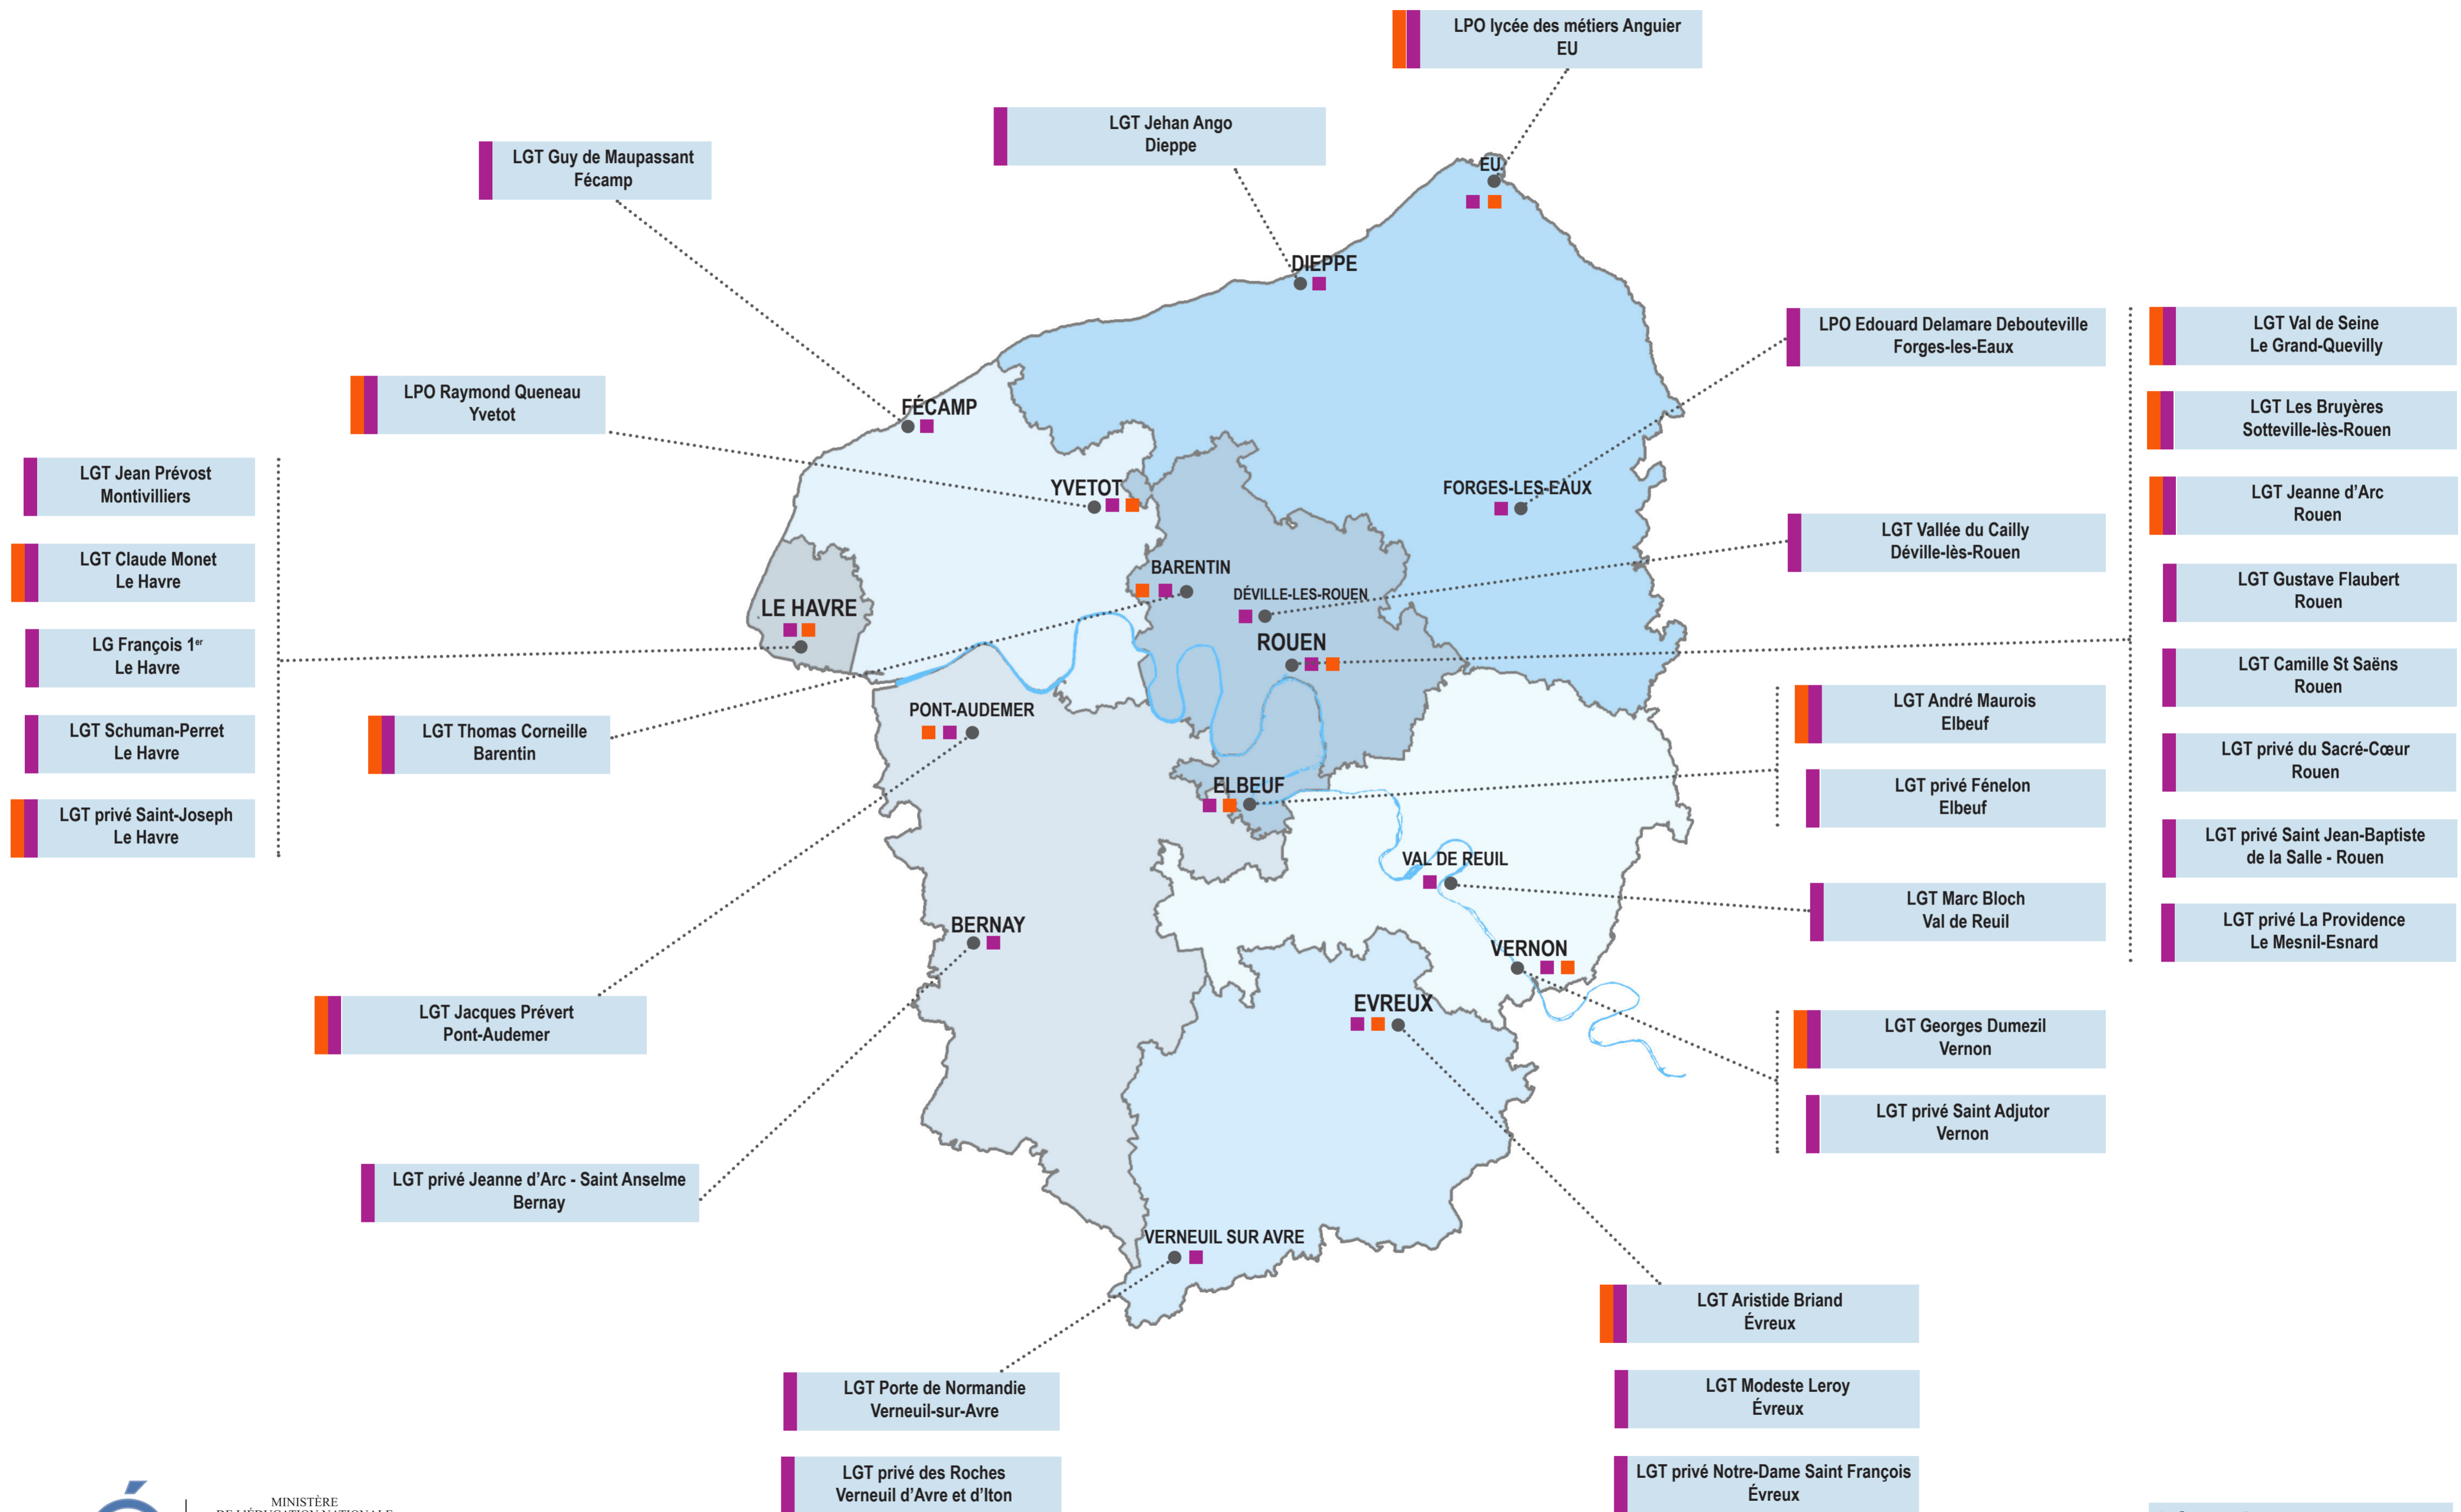 LPO lycée des métiers Anguier
EU
LGT Jehan Ango
Dieppe
LGT Guy de Maupassant
Fécamp
EU
DIEPPE
LPO Edouard Delamare Debouteville
Forges-les-Eaux
LGT Val de Seine
Le Grand-Quevilly
LPO Raymond Queneau
Yvetot
FÉCAMP
LGT Les Bruyères
Sotteville-lès-Rouen
LGT Jean Prévost
Montivilliers
YVETOT
FORGES-LES-EAUX
LGT Jeanne d’Arc
Rouen
LGT Vallée du Cailly
Déville-lès-Rouen
LGT Claude Monet
Le Havre
BARENTIN
DÉVILLE-LES-ROUEN
LGT Gustave Flaubert
Rouen
LE HAVRE
LG François 1er
Le Havre
ROUEN
LGT Camille St Saëns
Rouen
LGT André Maurois
Elbeuf
PONT-AUDEMER
LGT Schuman-Perret
Le Havre
LGT Thomas Corneille
Barentin
LGT privé du Sacré-Cœur
Rouen
ELBEUF
LGT privé Fénelon
Elbeuf
LGT privé Saint-Joseph
Le Havre
LGT privé Saint Jean-Baptiste
de la Salle - Rouen
VAL DE REUIL
LGT Marc Bloch
Val de Reuil
LGT privé La Providence
Le Mesnil-Esnard
BERNAY
VERNON
EVREUX
LGT Jacques Prévert
Pont-Audemer
LGT Georges Dumezil
Vernon
LGT privé Saint Adjutor
Vernon
LGT privé Jeanne d’Arc - Saint Anselme
Bernay
VERNEUIL SUR AVRE
LGT Aristide Briand
Évreux
LGT Porte de Normandie
Verneuil-sur-Avre
LGT Modeste Leroy
Évreux
LGT privé des Roches
Verneuil d’Avre et d’Iton
LGT privé Notre-Dame Saint François
Évreux
MINISTÈRE
DE L'ÉDUCATION NATIONALE